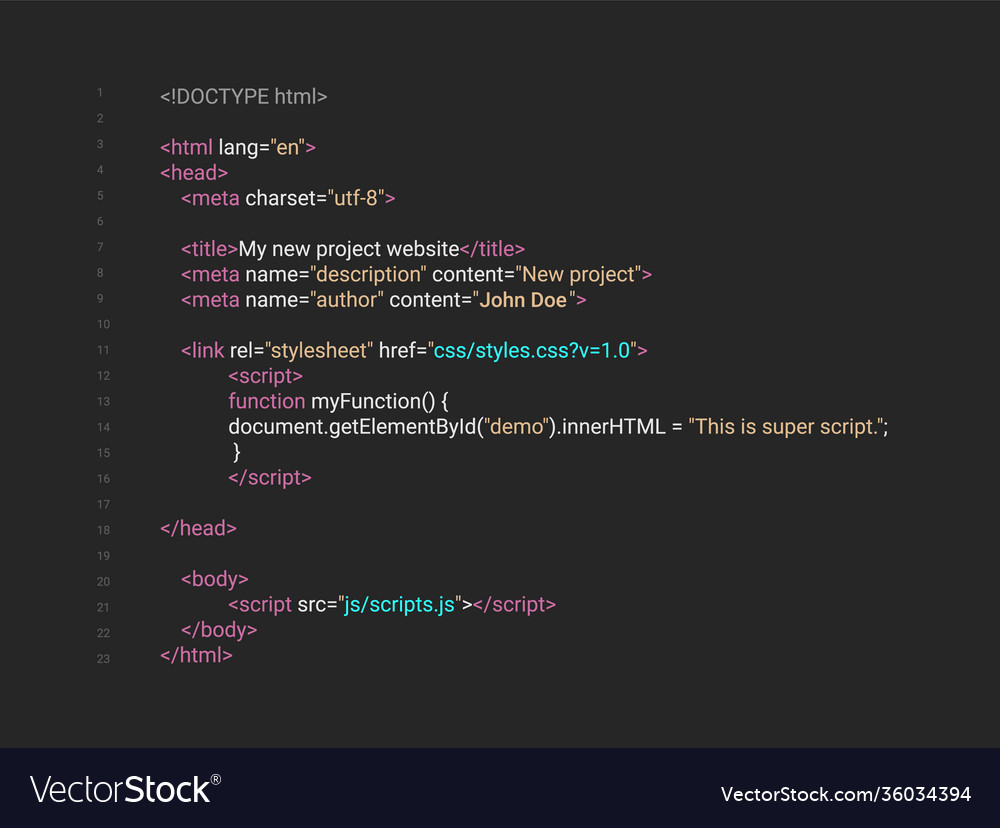 1 <!DOCTYPE html>
2
3 <html lang="en">
4 <head>
5 <meta charset="utf-8">
6
7 <title>My new project website</title>
8 <meta name="description" content="New project">
9 <meta name="author" content="John Doe">
10
11 <link rel="stylesheet" href="css/styles.css?v=1.0">
12 <script>
13 function myFunction() {
14 document.getElementById("demo").innerHTML = "This is super script.";
15 }
16 </script>
17
18 </head>
19
20 <body>
21 <script src="js/scripts.js"></script>
22 </body>
23 </html>
VectorStock®
VectorStock.com/36034394